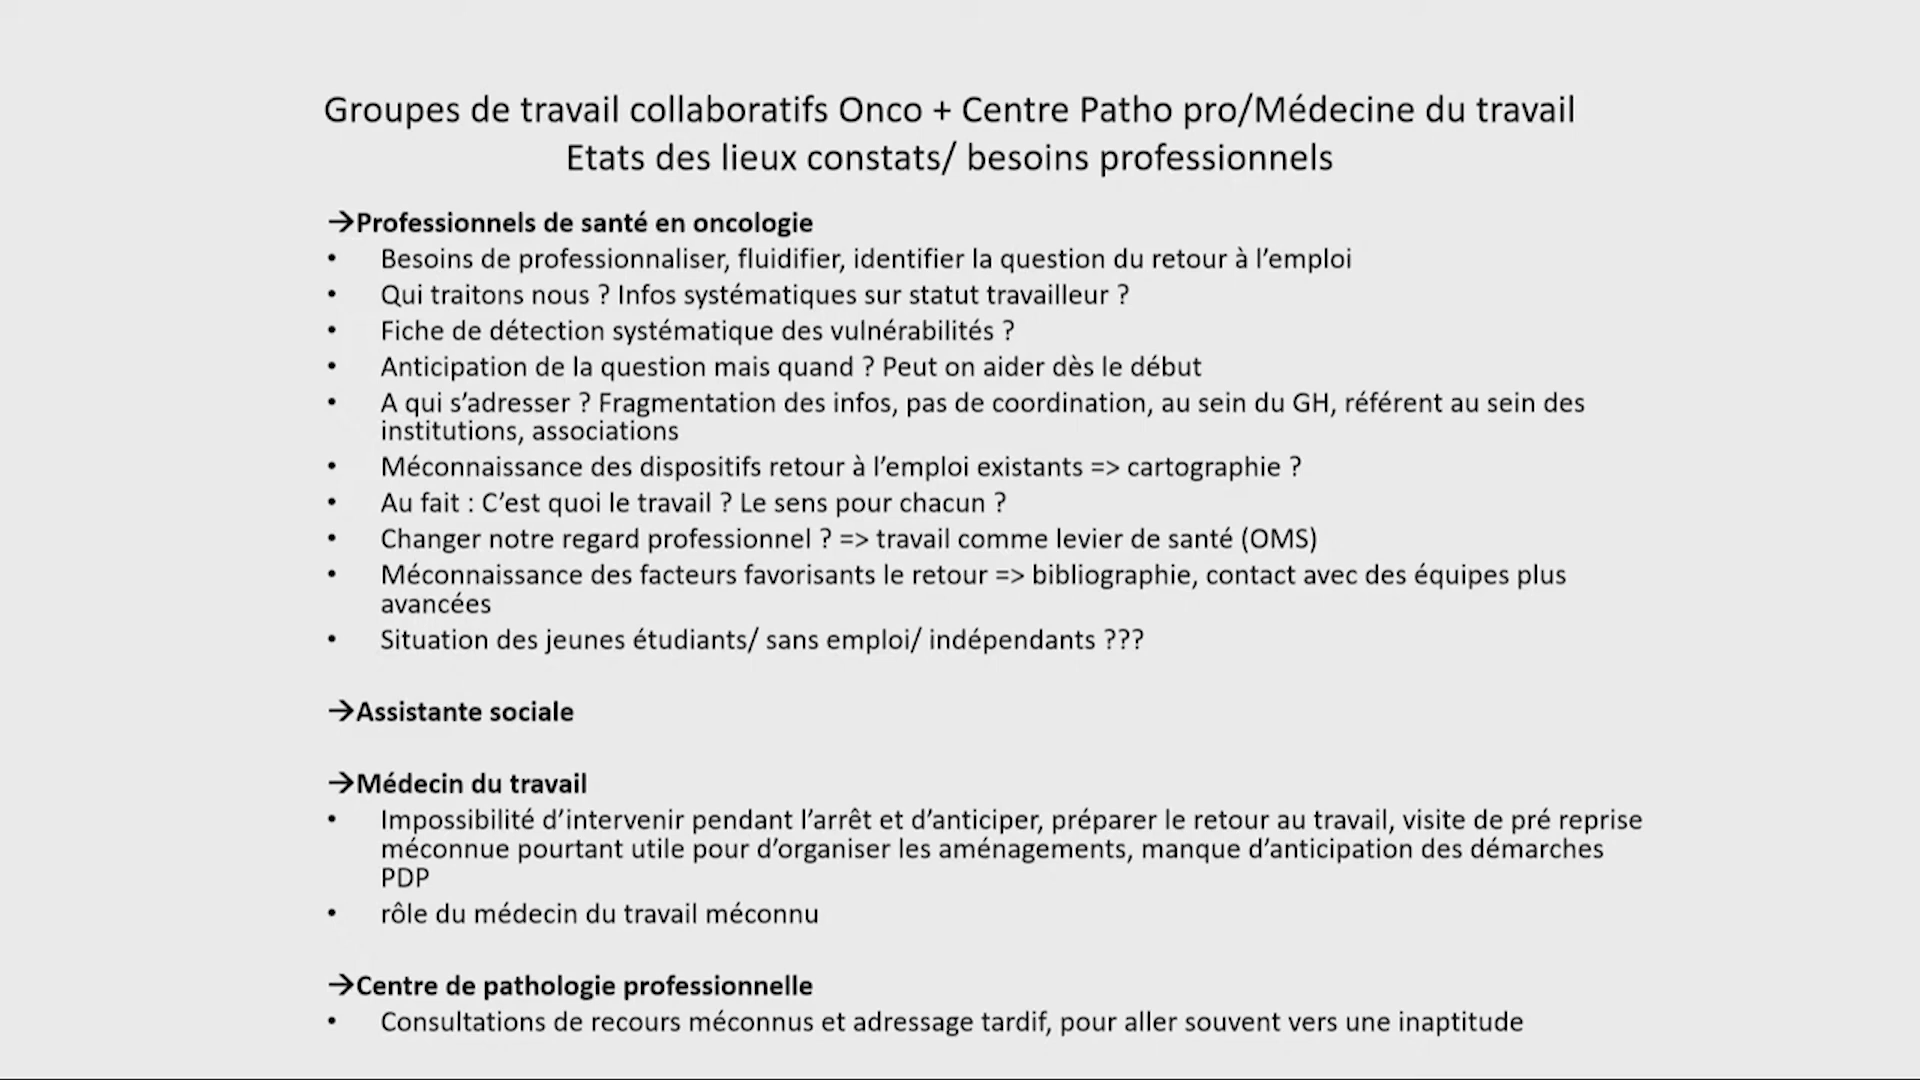 Groupes de travail collaboratifs Onco + Centre Patho pro/Médecine du travail
Etats des lieux constats/ besoins professionnels
→Professionnels de santé en oncologie
• Besoins de professionnaliser, fluidifier, identifier la question du retour à l’emploi
• Qui traitons nous ? Infos systématiques sur statut travailleur ?
• Fiche de détection systématique des vulnérabilités ?
• Anticipation de la question mais quand ? Peut on aider dès le début
• A qui s’adresser ? Fragmentation des infos, pas de coordination, au sein du GH, référent au sein des
institutions, associations
• Méconnaissance des dispositifs retour à l’emploi existants => cartographie ?
• Au fait : C’est quoi le travail ? Le sens pour chacun ?
• Changer notre regard professionnel ? => travail comme levier de santé (OMS)
• Méconnaissance des facteurs favorisants le retour => bibliographie, contact avec des équipes plus
avancées
• Situation des jeunes étudiants/ sans emploi/ indépendants ???
→Assistante sociale
→Médecin du travail
• Impossibilité d’intervenir pendant l’arrêt et d’anticiper, préparer le retour au travail, visite de pré reprise
méconnue pourtant utile pour d’organiser les aménagements, manque d’anticipation des démarches
PDP
• rôle du médecin du travail méconnu
→Centre de pathologie professionnelle
• Consultations de recours méconnus et adressage tardif, pour aller souvent vers une inaptitude